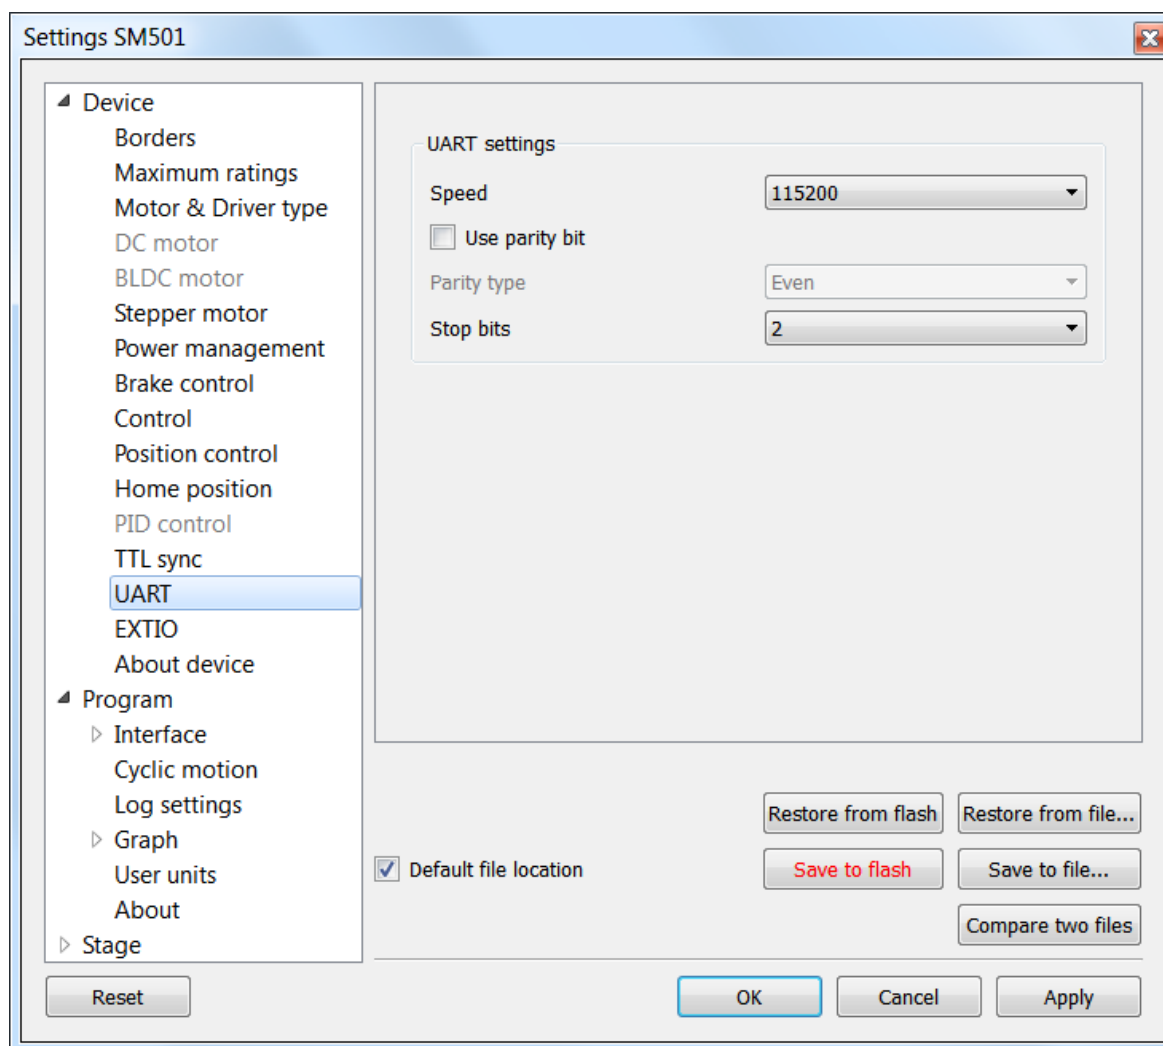 Settings SM501
Device
Borders
Maximum ratings
Motor & Driver type
DC motor
BLDC motor
Stepper motor
Power management
Brake control
Control
Position control
Home position
PID control
TTL sync
UART
EXTIO
About device
Program
Interface
Cyclic motion
Log settings
Graph
User units
About
Stage
UART settings
Speed 115200
Use parity bit
Parity type Even
Stop bits 2
Restore from flash Restore from file...
Default file location Save to flash Save to file...
Compare two files
Reset OK Cancel Apply